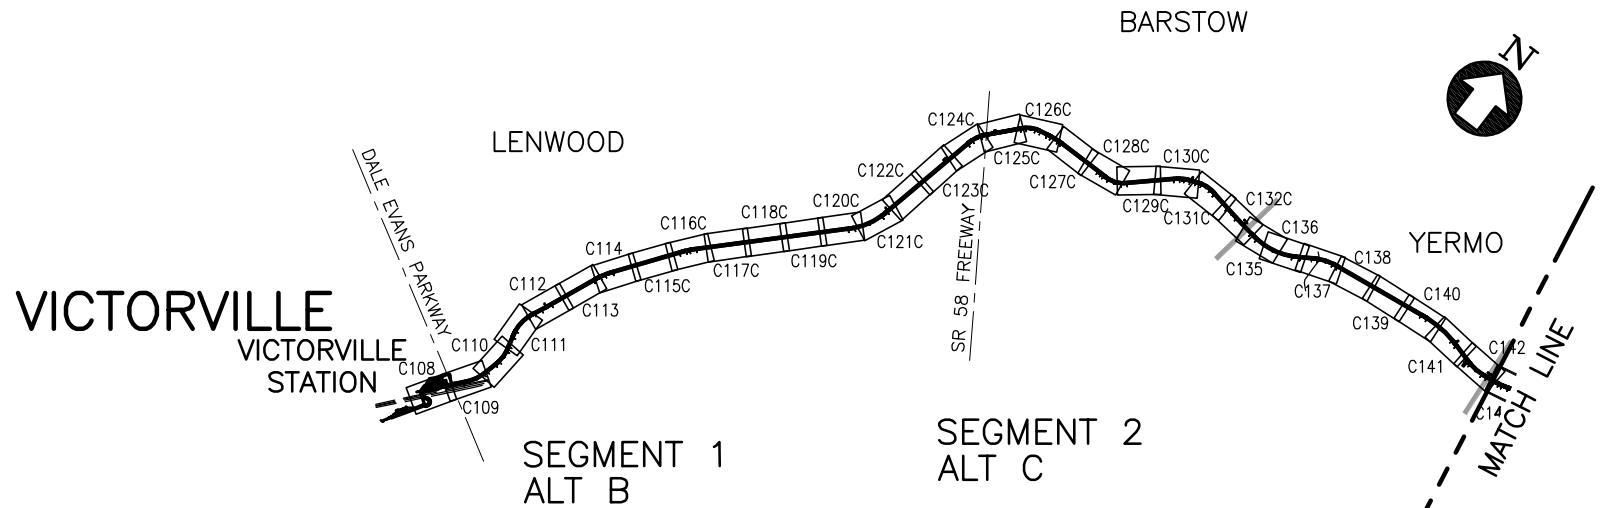 BARSTOW
N
LENWOOD
DALE EVANS PARKWAY
SR 58 FREEWAY
YERMO
VICTORVILLE
VICTORVILLE
STATION
C108
C109
C110
C111
C112
C113
C114
C115C
C116C
C117C
C118C
C119C
C120C
C121C
C122C
C123C
C124C
C125C
C126C
C127C
C128C
C129C
C130C
C131C
C132C
C135
C136
C137
C138
C139
C140
C141
C142
MATCH LINE
SEGMENT 1
ALT B
SEGMENT 2
ALT C